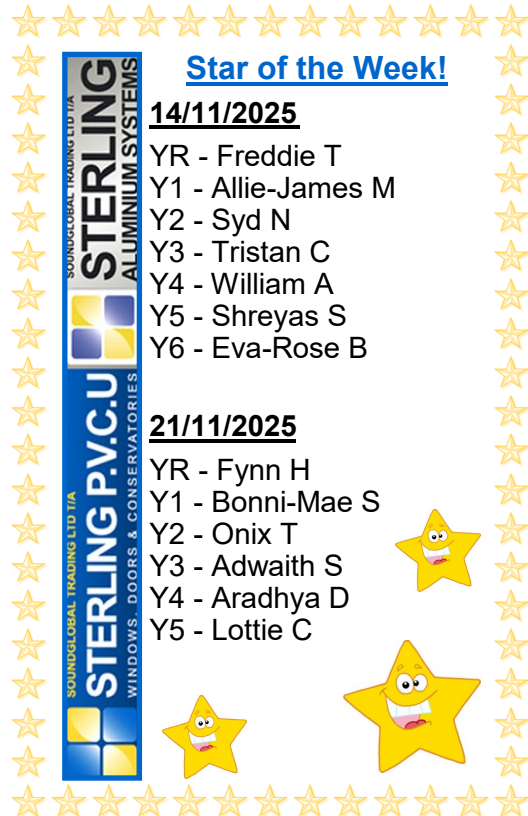 Star of the Week!
14/11/2025
YR - Freddie T
Y1 - Allie-James M
Y2 - Syd N
Y3 - Tristan C
Y4 - William A
Y5 - Shreyas S
Y6 - Eva-Rose B
21/11/2025
YR - Fynn H
Y1 - Bonni-Mae S
Y2 - Onix T
Y3 - Adwaith S
Y4 - Aradhya D
Y5 - Lottie C
SOUNDGLOBAL TRADING LTD T/A
STERLING
ALUMINIUM SYSTEMS
SOUNDGLOBAL TRADING LTD T/A
STERLING P.V.C.U
WINDOWS, DOORS & CONSERVATORIES